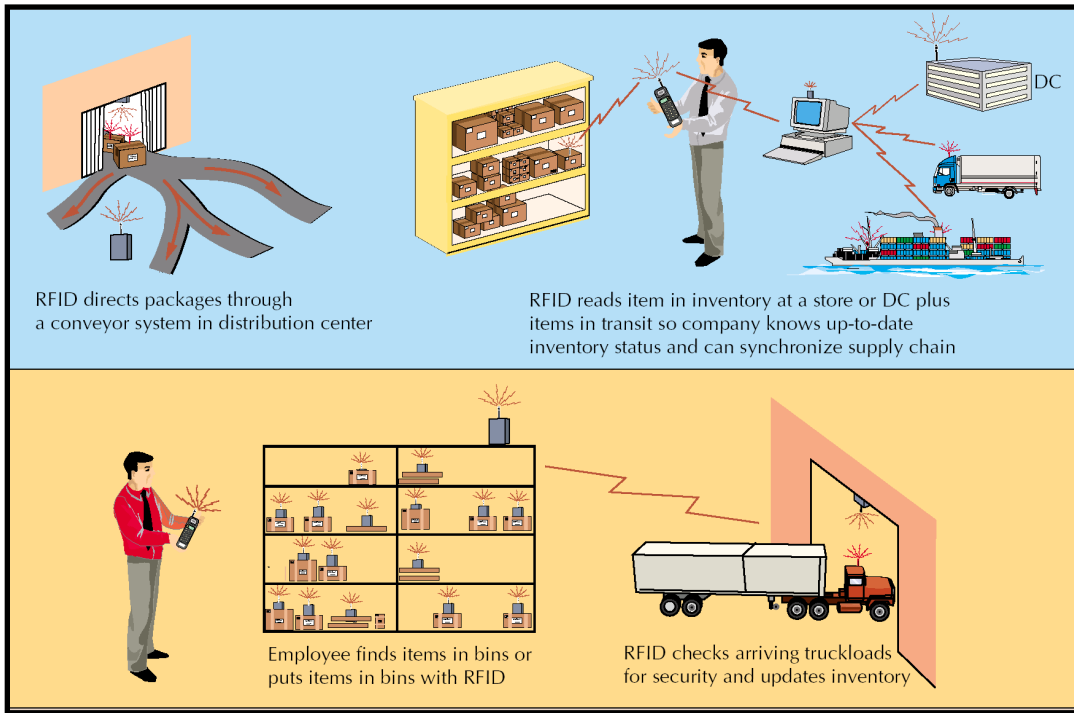 DC
RFID directs packages through
a conveyor system in distribution center
RFID reads item in inventory at a store or DC plus
items in transit so company knows up-to-date
inventory status and can synchronize supply chain
Employee finds items in bins or
puts items in bins with RFID
RFID checks arriving truckloads
for security and updates inventory